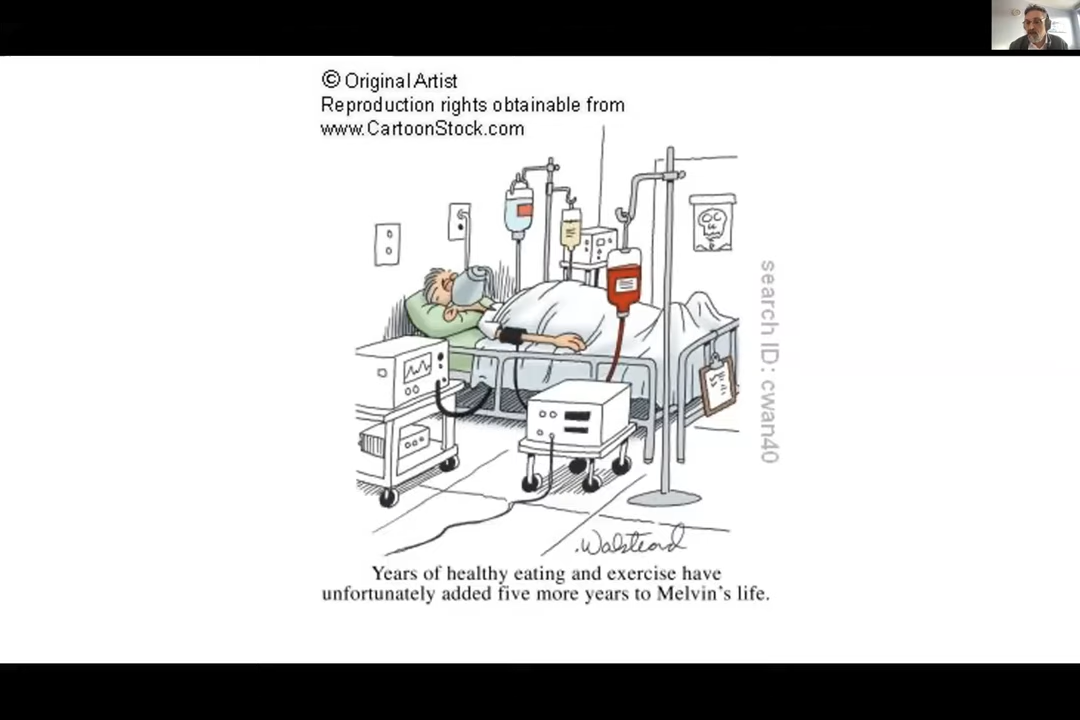 © Original Artist
Reproduction rights obtainable from
www.CartoonStock.com
search ID: cwan40
Walstead
Years of healthy eating and exercise have
unfortunately added five more years to Melvin's life.